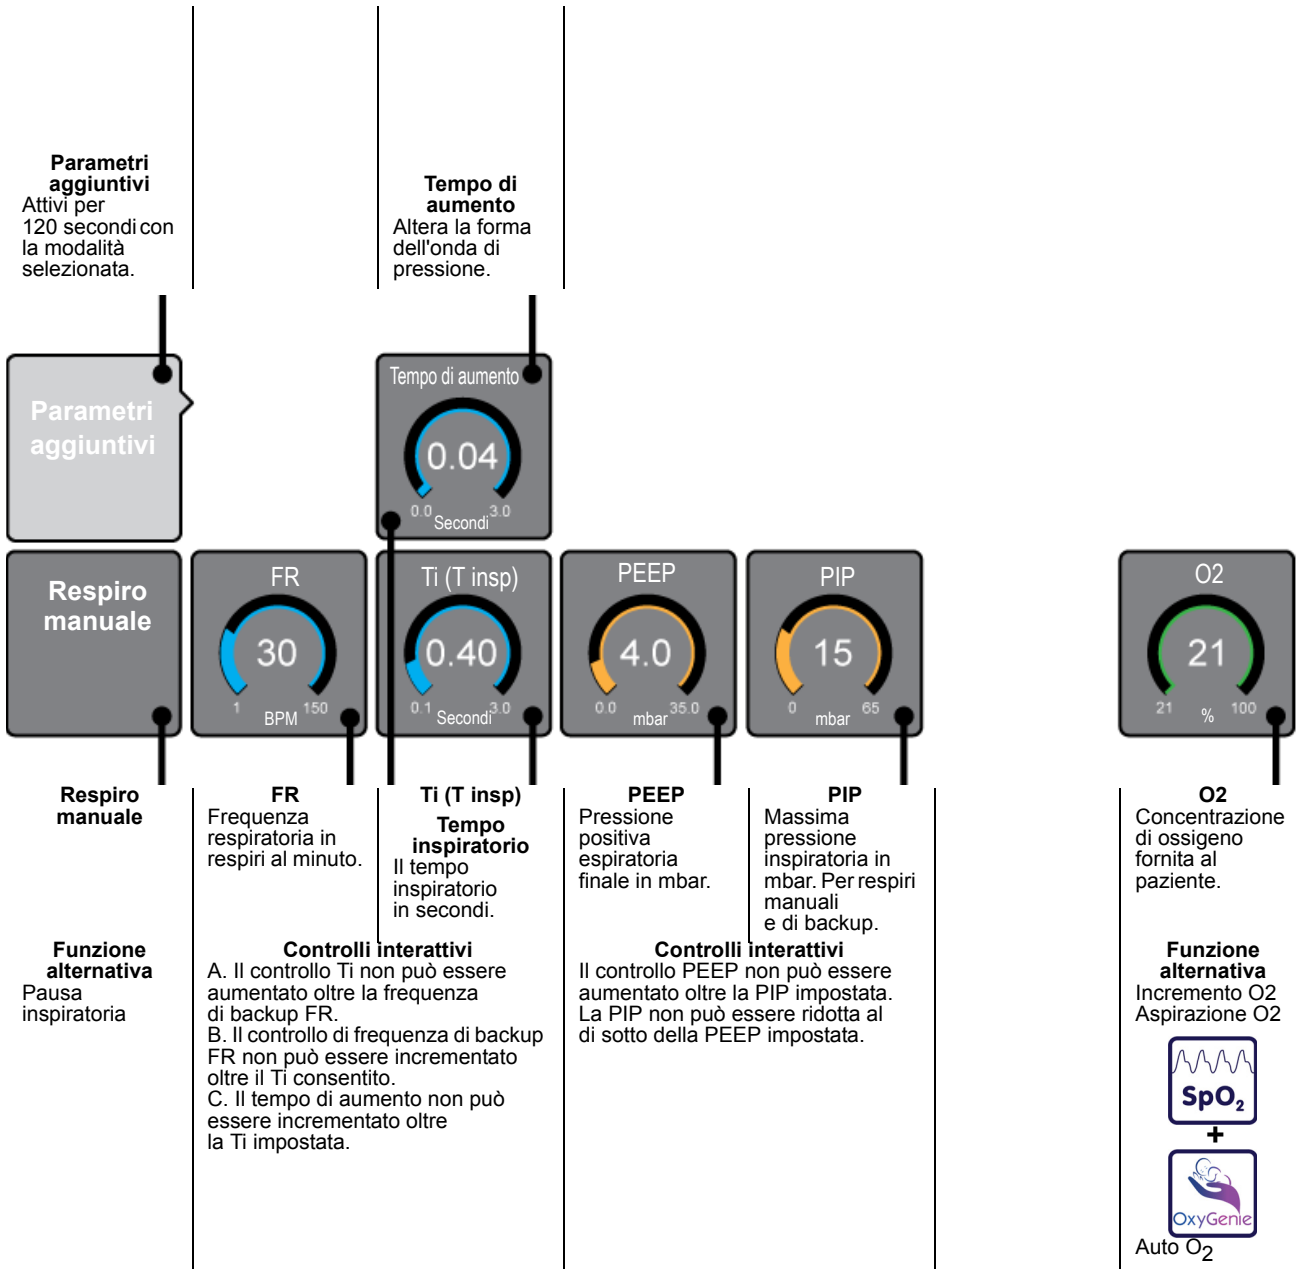 Parametri
aggiuntivi
Attivi per
120 secondi con
la modalità
selezionata.
Tempo di
aumento
Altera la forma
dell'onda di
pressione.
Parametri
aggiuntivi
Tempo di aumento
0.04
0.0
3.0
Secondi
Respiro
manuale
FR
30
1
150
BPM
Ti (T insp)
0.40
0.1
3.0
Secondi
PEEP
4.0
0.0
35.0
mbar
PIP
15
0
65
mbar
O2
21
21
100
%
Respiro
manuale
FR
Frequenza
respiratoria in
respiri al minuto.
Ti (T insp)
Tempo
inspiratorio
Il tempo
inspiratorio
in secondi.
PEEP
Pressione
positiva
espiratoria
finale in mbar.
PIP
Massima
pressione
inspiratoria in
mbar. Per respiri
manuali
e di backup.
O2
Concentrazione
di ossigeno
fornita al
paziente.
Funzione
alternativa
Pausa
inspiratoria
Controlli interattivi
A. Il controllo Ti non può essere
aumentato oltre la frequenza
di backup FR.
B. Il controllo di frequenza di backup
FR non può essere incrementato
oltre il Ti consentito.
C. Il tempo di aumento non può
essere incrementato oltre
la Ti impostata.
Controlli interattivi
Il controllo PEEP non può essere
aumentato oltre la PIP impostata.
La PIP non può essere ridotta al
di sotto della PEEP impostata.
Funzione
alternativa
Incremento O2
Aspirazione O2
SpO₂
+
OxyGenie
Auto O₂